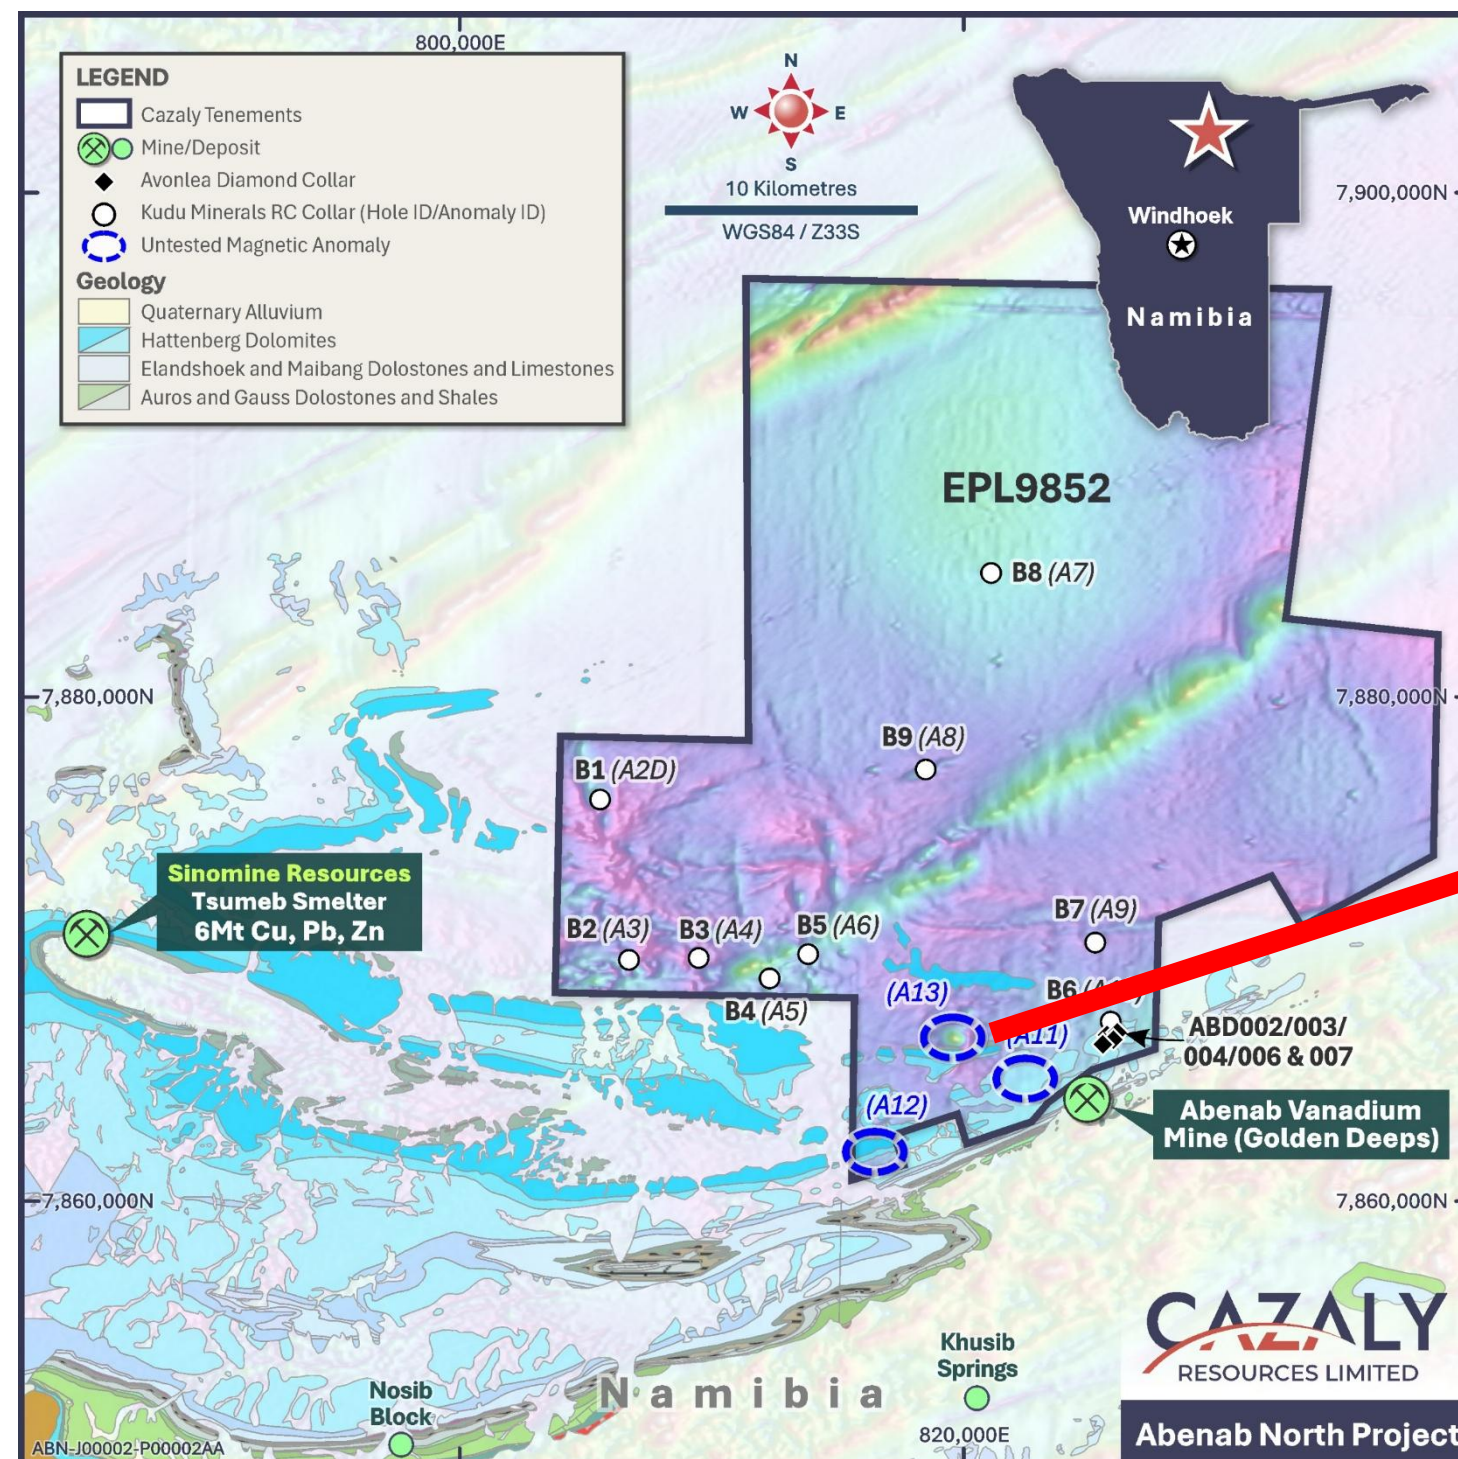 800,000E
LEGEND
Cazaly Tenements
Mine/Deposit
Avonlea Diamond Collar
Kudu Minerals RC Collar (Hole ID/Anomaly ID)
Untested Magnetic Anomaly
Geology
Quaternary Alluvium
Hattenberg Dolomites
Elandshoek and Maibang Dolostones and Limestones
Auros and Gauss Dolostones and Shales
N
W E
S
10 Kilometres
WGS84 / Z33S
7,900,000N
Windhoek
Namibia
EPL9852
B8 (A7)
7,880,000N
7,880,000N
B9 (A8)
B1 (A2D)
Sinomine Resources
Tsumeb Smelter
6Mt Cu, Pb, Zn
B2 (A3)
B3 (A4)
B5 (A6)
B7 (A9)
B4 (A5)
(A13)
B6
(A11)
ABD002/003/
004/006 & 007
(A12)
Abenab Vanadium
Mine (Golden Deeps)
7,860,000N
7,860,000N
Khusib
Springs
Nosib
Block
Namibia
820,000E
ABN-J00002-P00002AA
CAZALY
RESOURCES LIMITED
Abenab North Project